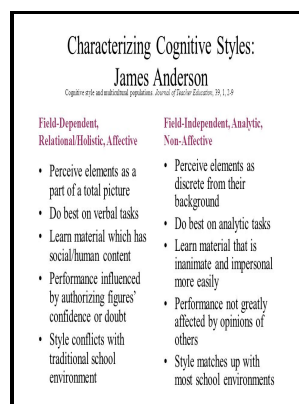 Characterizing Cognitive Styles:
James Anderson
Cognitive style and multicultural populations. Journal of Teacher Education, 39, 1, 2-9
Field-Dependent,
Relational/Holistic, Affective
• Perceive elements as a
part of a total picture
• Do best on verbal tasks
• Learn material which has
social/human content
• Performance influenced
by authorizing figures'
confidence or doubt
• Style conflicts with
traditional school
environment
Field-Independent, Analytic,
Non-Affective
• Perceive elements as
discrete from their
background
• Do best on analytic tasks
• Learn material that is
inanimate and impersonal
more easily
• Performance not greatly
affected by opinions of
others
• Style matches up with
most school environments